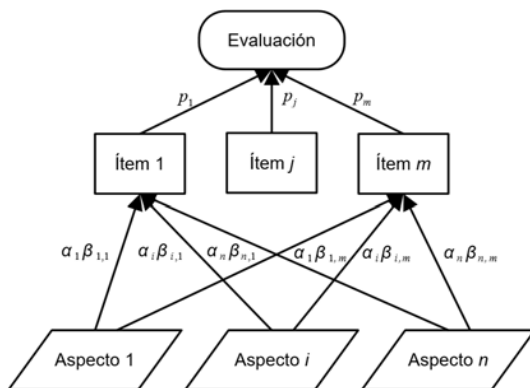 Evaluación
p1
pj
pm
Ítem 1
Ítem j
Ítem m
α1β1,1
αiβi,1
αnβn,1
α1β1,m
αiβi,m
αnβn,m
Aspecto 1
Aspecto i
Aspecto n